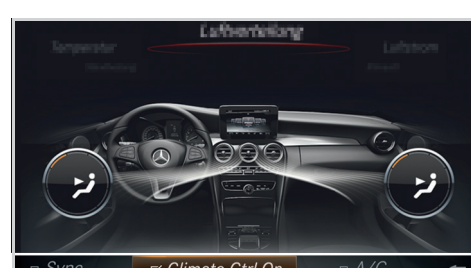 Luftverteilung
Temperatur
Luftstrom
Sync
Climate Ctrl On
A/C